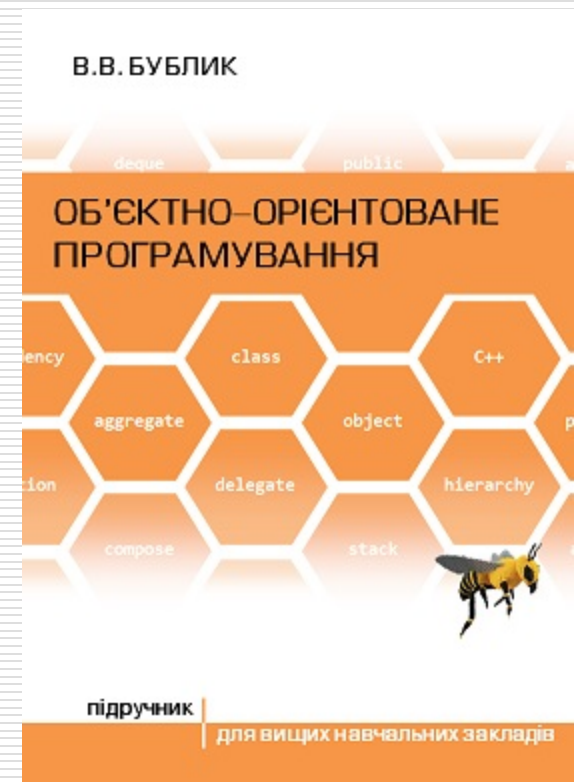 В.В. БУБЛИК
deque public
ОБ'ЄКТНО-ОРІЄНТОВАНЕ
ПРОГРАМУВАННЯ
class C++
aggregate object
delegate hierarchy
compose stack
підручник
для вищих навчальних закладів